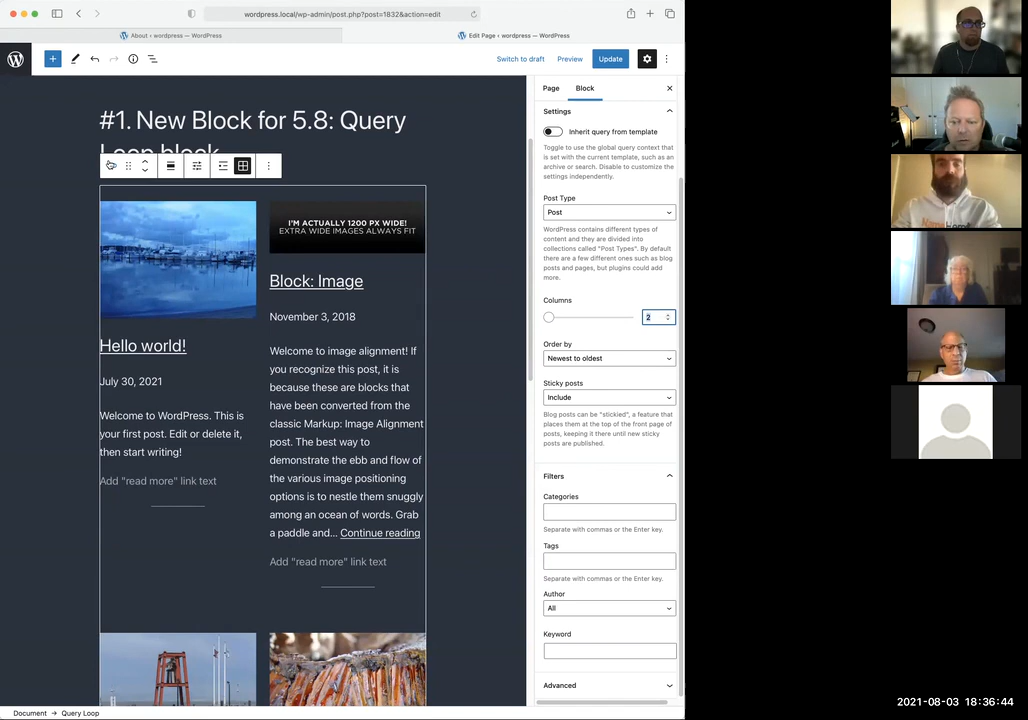 wordpress.local/wp-admin/post.php?post=1832&action=edit
About ‹ wordpress — WordPress
Edit Page ‹ wordpress — WordPress
Switch to draft
Preview
Update
#1. New Block for 5.8: Query
Loop block
I'M ACTUALLY 1200 PX WIDE!
EXTRA WIDE IMAGES ALWAYS FIT
Hello world!
July 30, 2021
Welcome to WordPress. This is
your first post. Edit or delete it,
then start writing!
Add "read more" link text
Block: Image
November 3, 2018
Welcome to image alignment! If
you recognize this post, it is
because these are blocks that
have been converted from the
classic Markup: Image Alignment
post. The best way to
demonstrate the ebb and flow of
the various image positioning
options is to nestle them snuggly
among an ocean of words. Grab
a paddle and... Continue reading
Add "read more" link text
Page
Block
Settings
Inherit query from template
Toggle to use the global query context that
is set with the current template, such as an
archive or search. Disable to customize the
settings independently.
Post Type
Post
WordPress contains different types of
content and they are divided into
collections called "Post Types". By default
there are a few different ones such as blog
posts and pages, but plugins could add
more.
Columns
2
Order by
Newest to oldest
Sticky posts
Include
Blog posts can be "stickied", a feature that
places them at the top of the front page of
posts, keeping it there until new sticky
posts are published.
Filters
Categories
Separate with commas or the Enter key.
Tags
Separate with commas or the Enter key.
Author
All
Keyword
Advanced
Document → Query Loop
2021-08-03 18:36:44